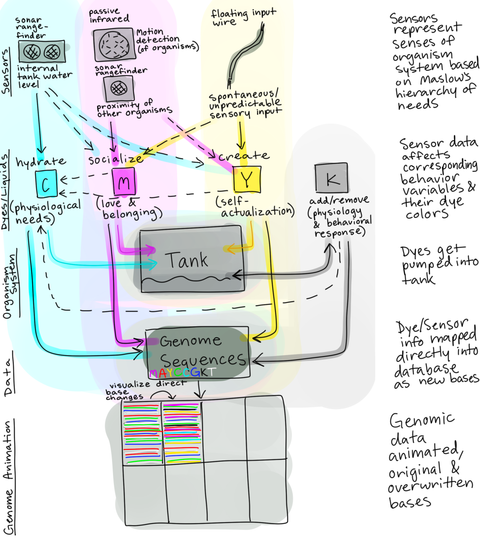 sonar
range-
finder
internal
tank water
level
passive
infrared
Motion
detection
(of organisms)
sonar
rangefinder
proximity of
other organisms
floating input
wire
spontaneous/
unpredictable
sensory input
Sensors
represent
senses of
organism
system based
on Maslow's
hierarchy of
needs
Sensors
hydrate
C
(physiological
needs)
socialize
M
(love &
belonging)
create
Y
(self-
actualization)
K
add/remove
(physiology
& behavioral
response)
Sensor data
affects
corresponding
behavior
variables &
their dye
colors
Dyes/Liquids
Tank
Dyes get
pumped into
tank
Organism
System
Genome
Sequences
Dye/Sensor
info mapped
directly into
database
as new bases
Data
visualize direct
base
changes
Genomic
data
animated,
original &
overwritten
bases
Genome Animation